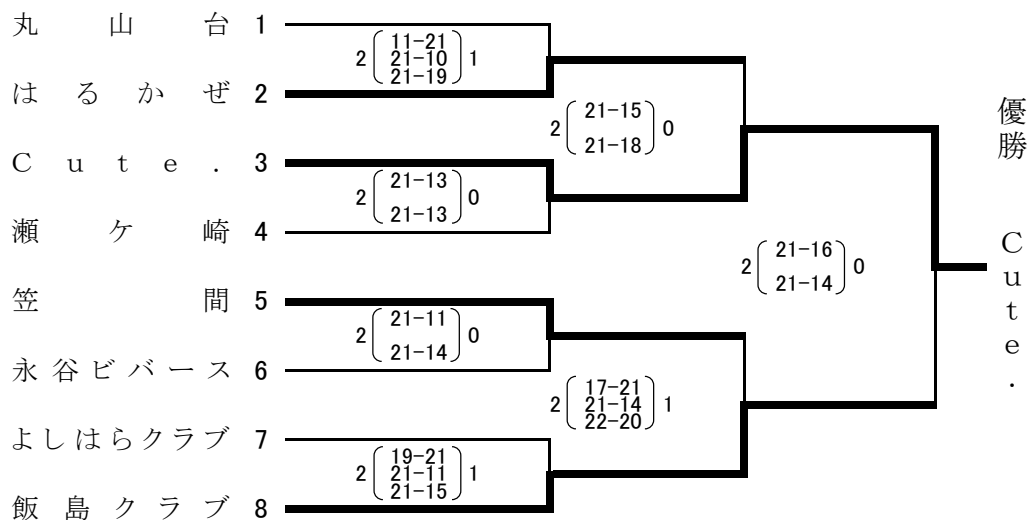 丸山台 1
2 11-21 1
21-10
21-19
はるかぜ 2
2 21-15 0
21-18
Cute. 3
2 21-13 0
21-13
瀬ケ崎 4
2 21-16 0
21-14
笠間 5
2 21-11 0
21-14
永谷ビバース 6
2 17-21 1
21-14
22-20
よしはらクラブ 7
2 19-21 1
21-11
21-15
飯島クラブ 8
優勝 Cute.